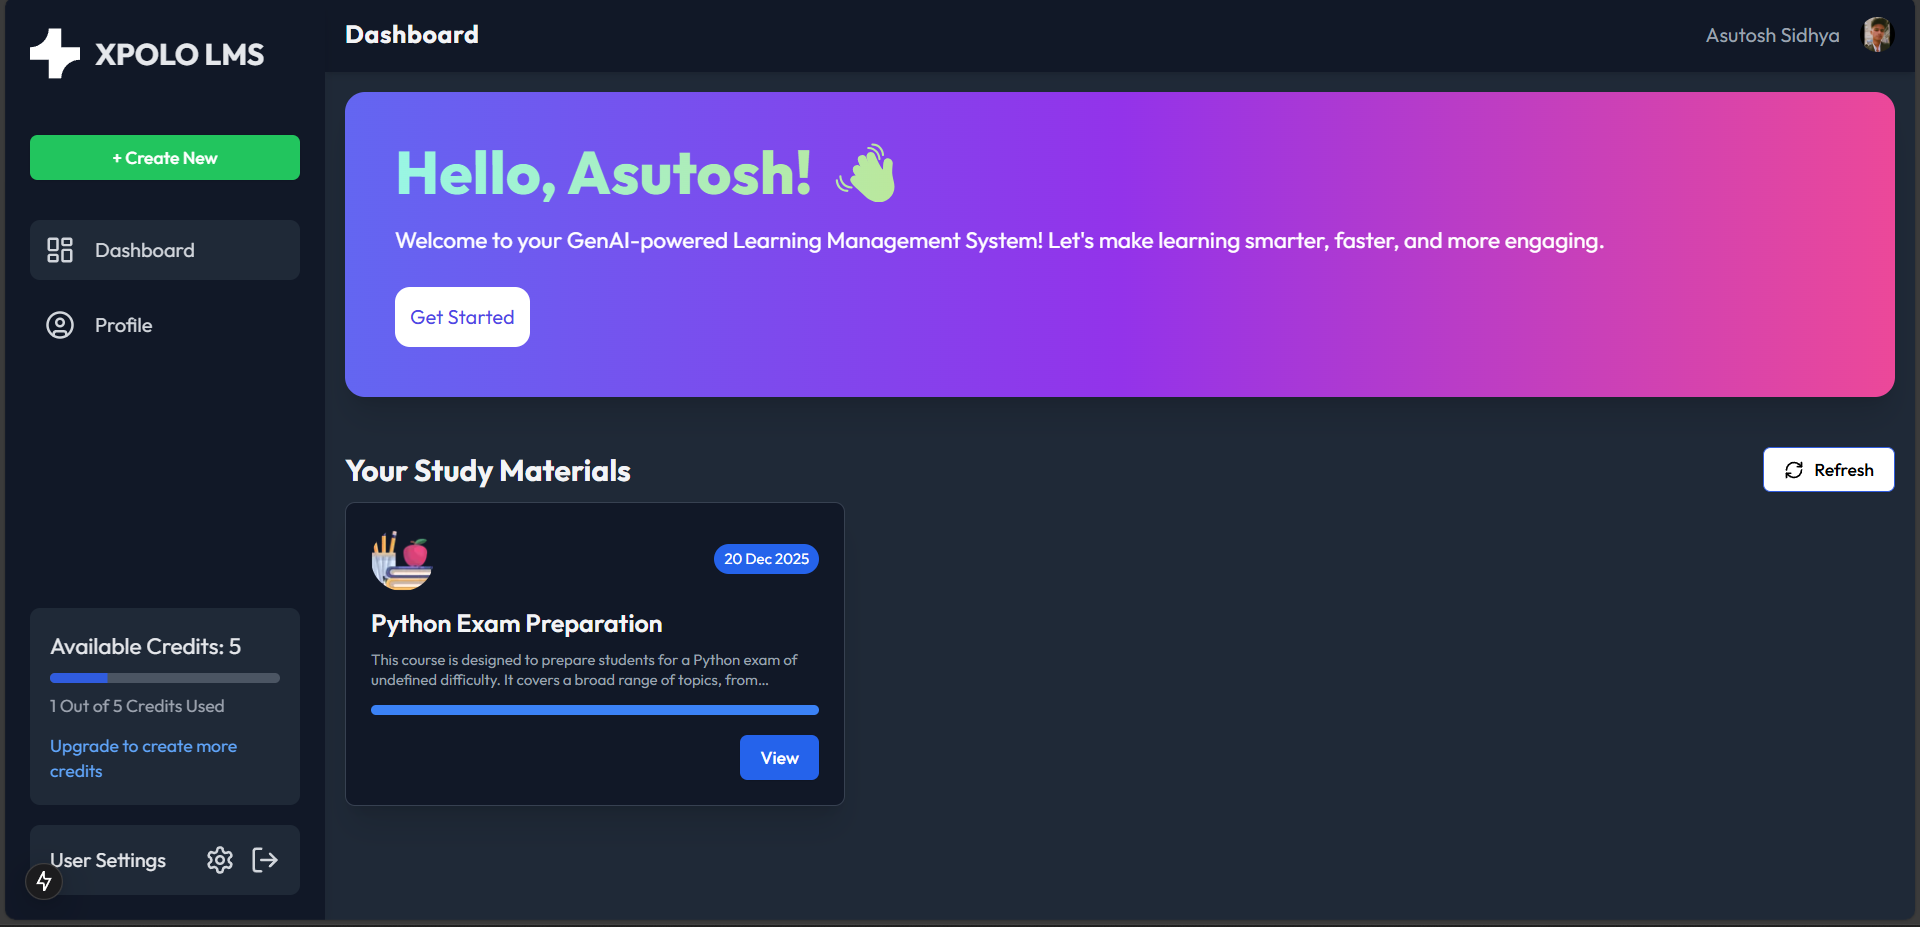 XPOLO LMS
+ Create New
Dashboard
Profile
Available Credits: 5
1 Out of 5 Credits Used
Upgrade to create more
credits
User Settings
Dashboard
Asutosh Sidhya
Hello, Asutosh!
Welcome to your GenAI-powered Learning Management System! Let's make learning smarter, faster, and more engaging.
Get Started
Your Study Materials
Refresh
20 Dec 2025
Python Exam Preparation
This course is designed to prepare students for a Python exam of
undefined difficulty. It covers a broad range of topics, from...
View